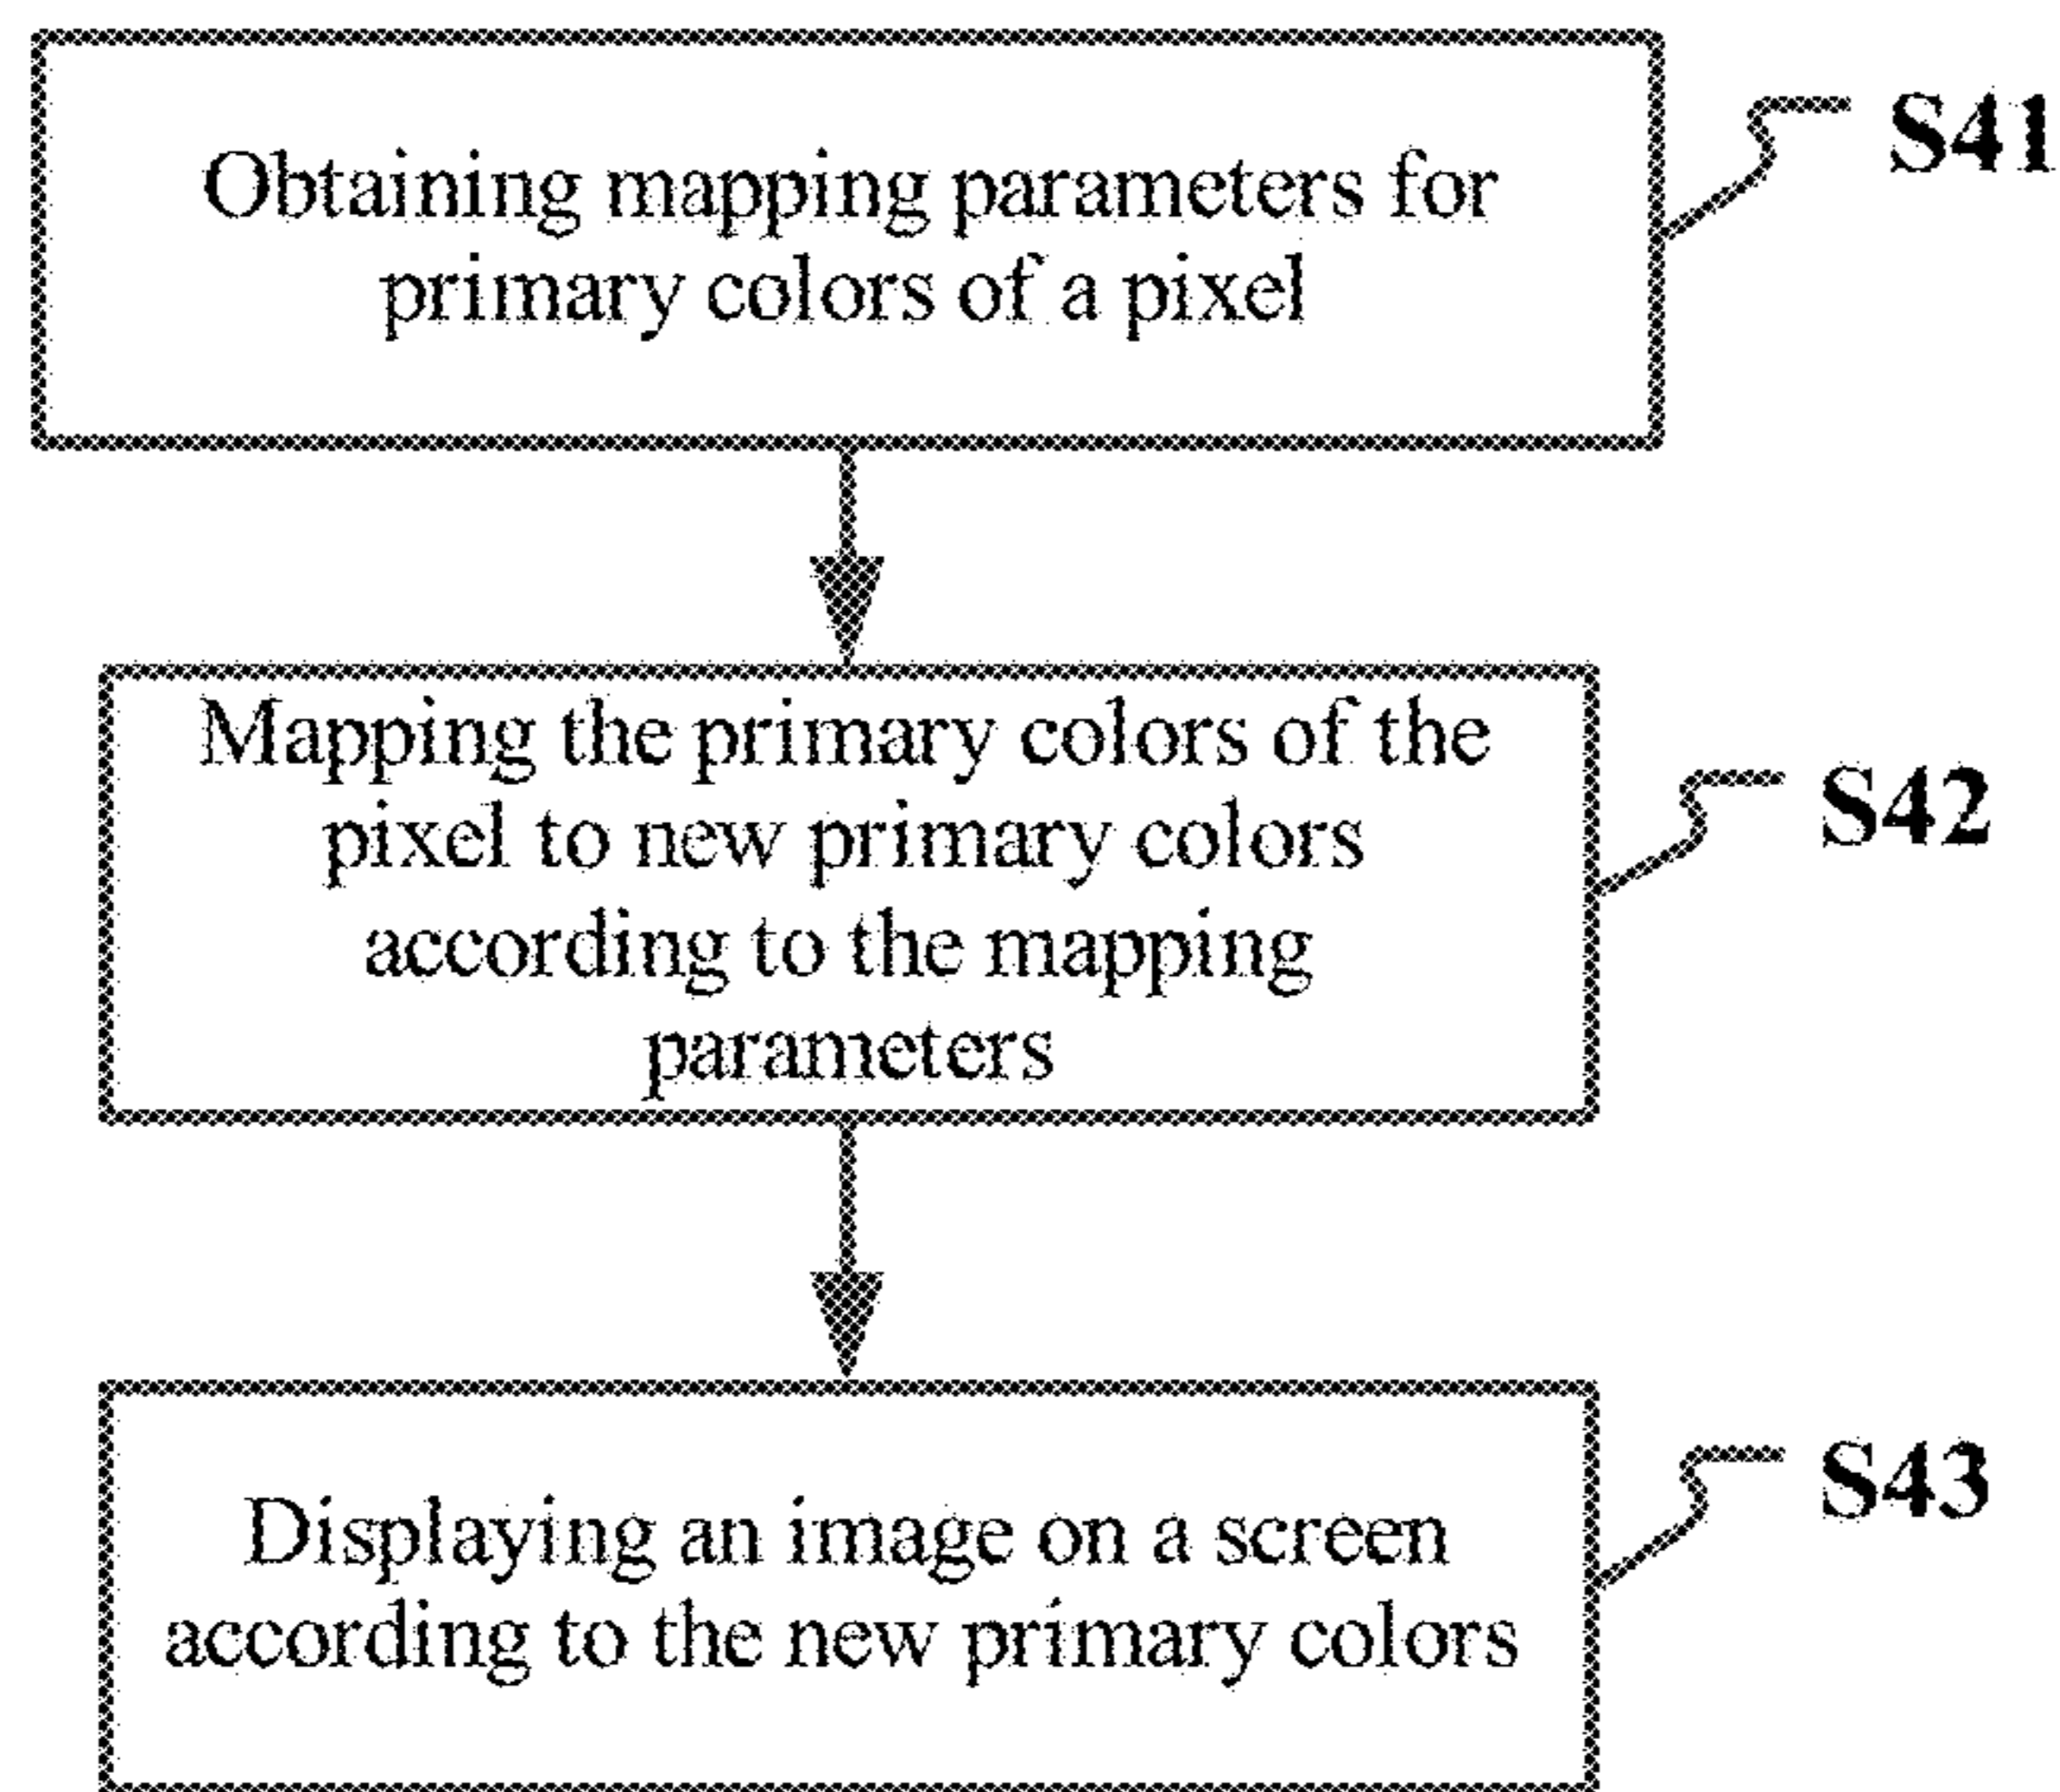 Obtaining mapping parameters for
primary colors of a pixel
S41
Mapping the primary colors of the
pixel to new primary colors
according to the mapping
parameters
S42
Displaying an image on a screen
according to the new primary colors
S43